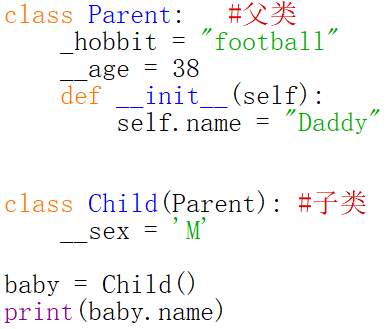 class Parent:   #父类
    _hobbit = "football"
    __age = 38
    def __init__(self):
        self.name = "Daddy"
class Child(Parent): #子类
    __sex = 'M'
baby = Child()
print(baby.name)